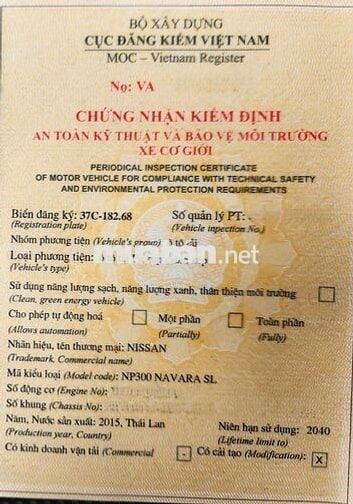 BỘ XÂY DỰNG
CỤC ĐĂNG KIỂM VIỆT NAM
MOC – Vietnam Register
No: VA
CHỨNG NHẬN KIỂM ĐỊNH
AN TOÀN KỸ THUẬT VÀ BẢO VỆ MÔI TRƯỜNG
XE CƠ GIỚI
PERIODICAL INSPECTION CERTIFICATE
OF MOTOR VEHICLE FOR COMPLIANCE WITH TECHNICAL SAFETY
AND ENVIRONMENTAL PROTECTION REQUIREMENTS
Biển đăng ký: 37C-182.68 Số quản lý PT:
(Registration plate) (Vehicle inpection No.)
Nhóm phương tiện (Vehicle's group) ô tô
Loại phương tiện:
(Vehicle's type)
Sử dụng năng lượng sạch, năng lượng xanh, thân thiện môi trường
(Clean, green energy vehicle)
Cho phép tự động hoá Một phần Toàn phần
(Allows automation) (Partially) (Fully)
Nhãn hiệu, tên thương mại: NISSAN
(Trademark, Commercial name)
Mã kiểu loại (Model code): NP300 NAVARA SL
Số động cơ (Engine No):
Số khung (Chassis No):
Năm, Nước sản xuất: 2015, Thái Lan Niên hạn sử dụng: 2040
(Production year, Country) (Lifetime limit to)
Có kinh doanh vận tải (Commercial - Có cải tạo (Modification): X